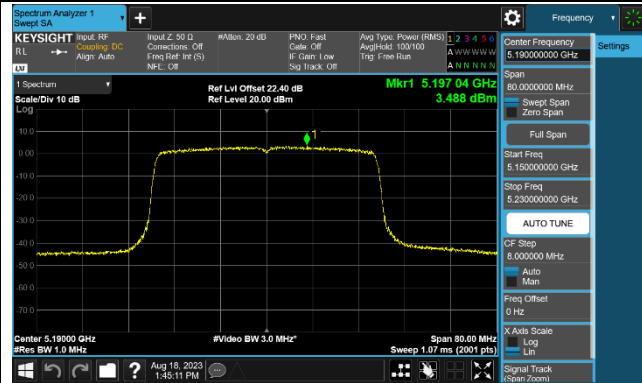 Spectrum Analyzer 1
Swept SA
Frequency
KEYSIGHT
RL
LXI
Input: RF
Coupling: DC
Align: Auto
Input Z: 50 Ω
Corrections: Off
Freq Ref: Int (S)
NFE: Off
#Atten: 20 dB
PNO: Fast
Gate: Off
IF Gain: Low
Sig Track: Off
Avg Type: Power (RMS)
Avg|Hold: 100/100
Trig: Free Run
1 2 3 4 5 6
A W W W W W
A N N N N N
1 Spectrum
Scale/Div 10 dB
Log
Ref Lvl Offset 22.40 dB
Ref Level 20.00 dBm
Mkr1 5.197 04 GHz
3.488 dBm
1
10.0
0.00
-10.0
-20.0
-30.0
-40.0
-50.0
-60.0
-70.0
Center 5.19000 GHz
#Res BW 1.0 MHz
#Video BW 3.0 MHz*
Span 80.00 MHz
Sweep 1.07 ms (2001 pts)
Aug 18, 2023
1:45:11 PM
Center Frequency
5.190000000 GHz
Span
80.0000000 MHz
Swept Span
Zero Span
Full Span
Start Freq
5.150000000 GHz
Stop Freq
5.230000000 GHz
AUTO TUNE
CF Step
8.000000 MHz
Auto
Man
Freq Offset
0 Hz
X Axis Scale
Log
Lin
Signal Track
(Span Zoom)
Settings